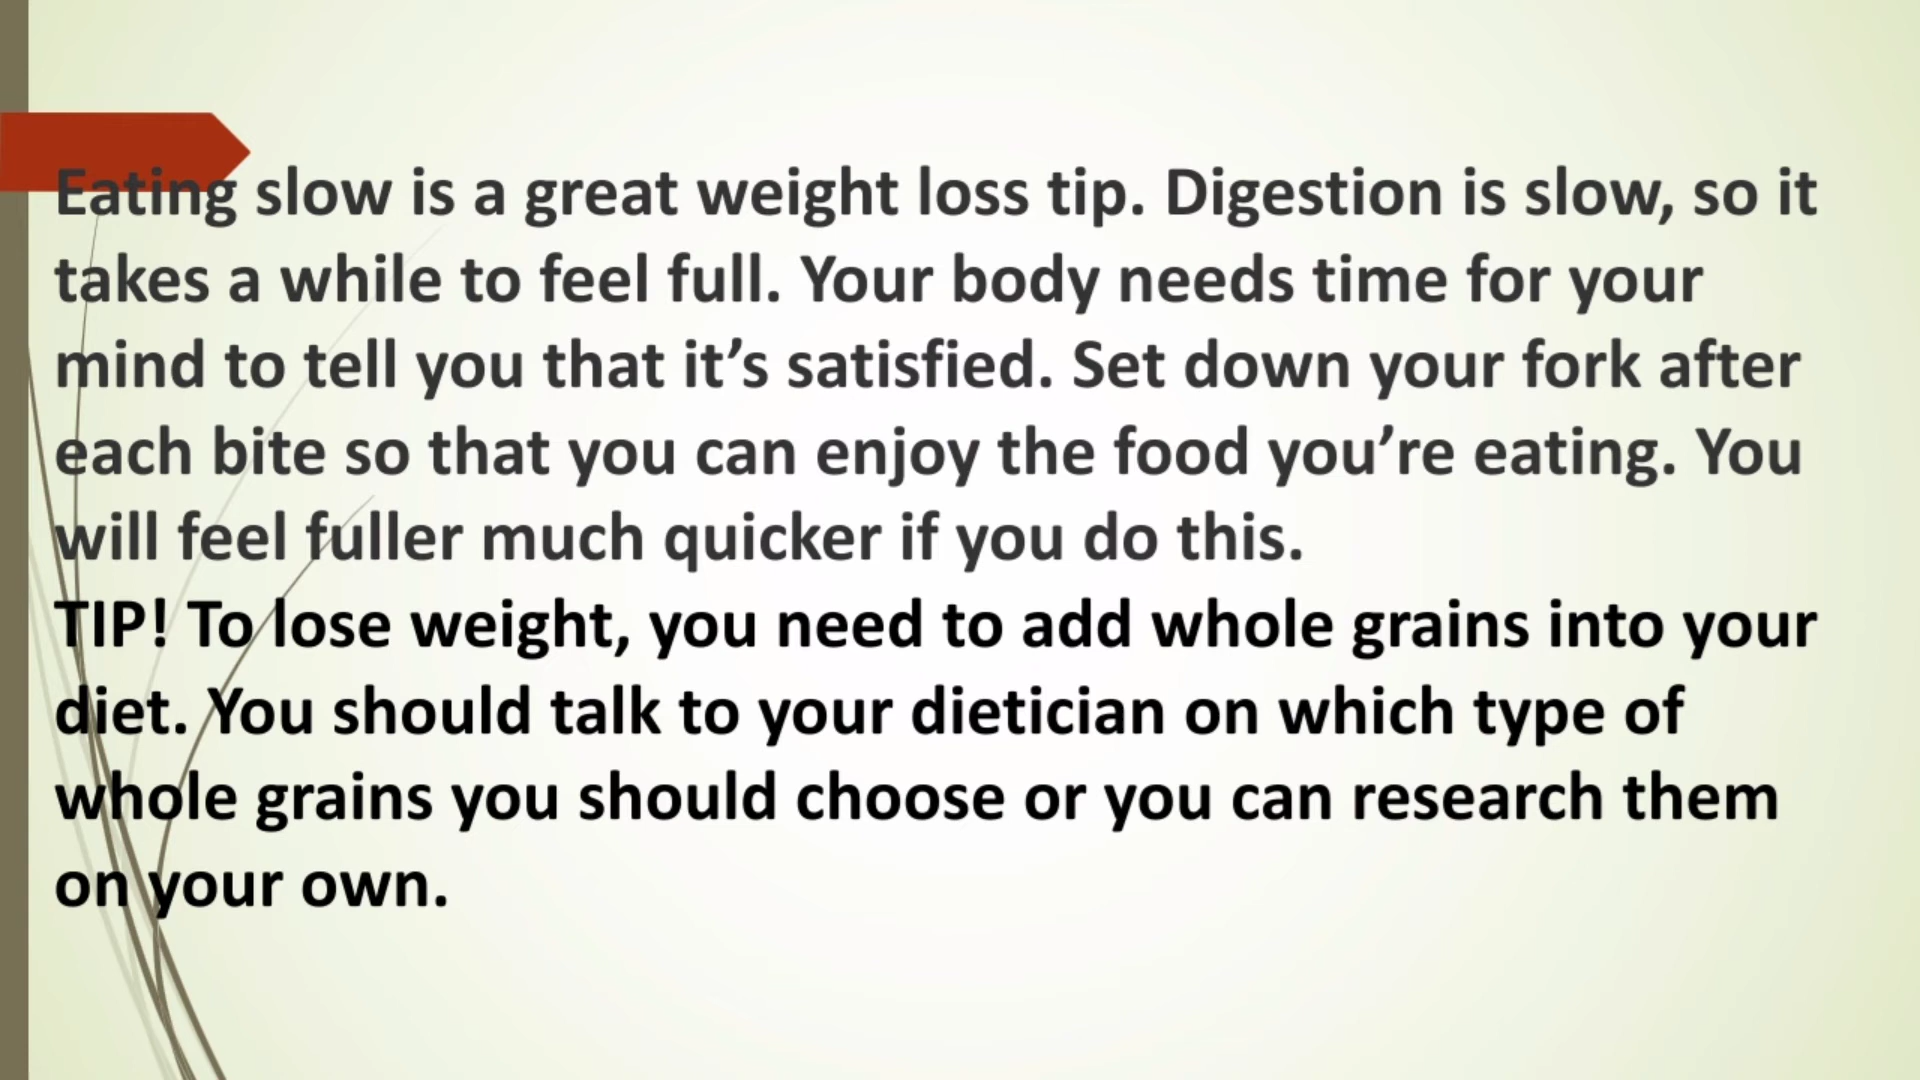 Eating slow is a great weight loss tip. Digestion is slow, so it
takes a while to feel full. Your body needs time for your
mind to tell you that it’s satisfied. Set down your fork after
each bite so that you can enjoy the food you’re eating. You
will feel fuller much quicker if you do this.
TIP! To lose weight, you need to add whole grains into your
diet. You should talk to your dietician on which type of
whole grains you should choose or you can research them
on your own.